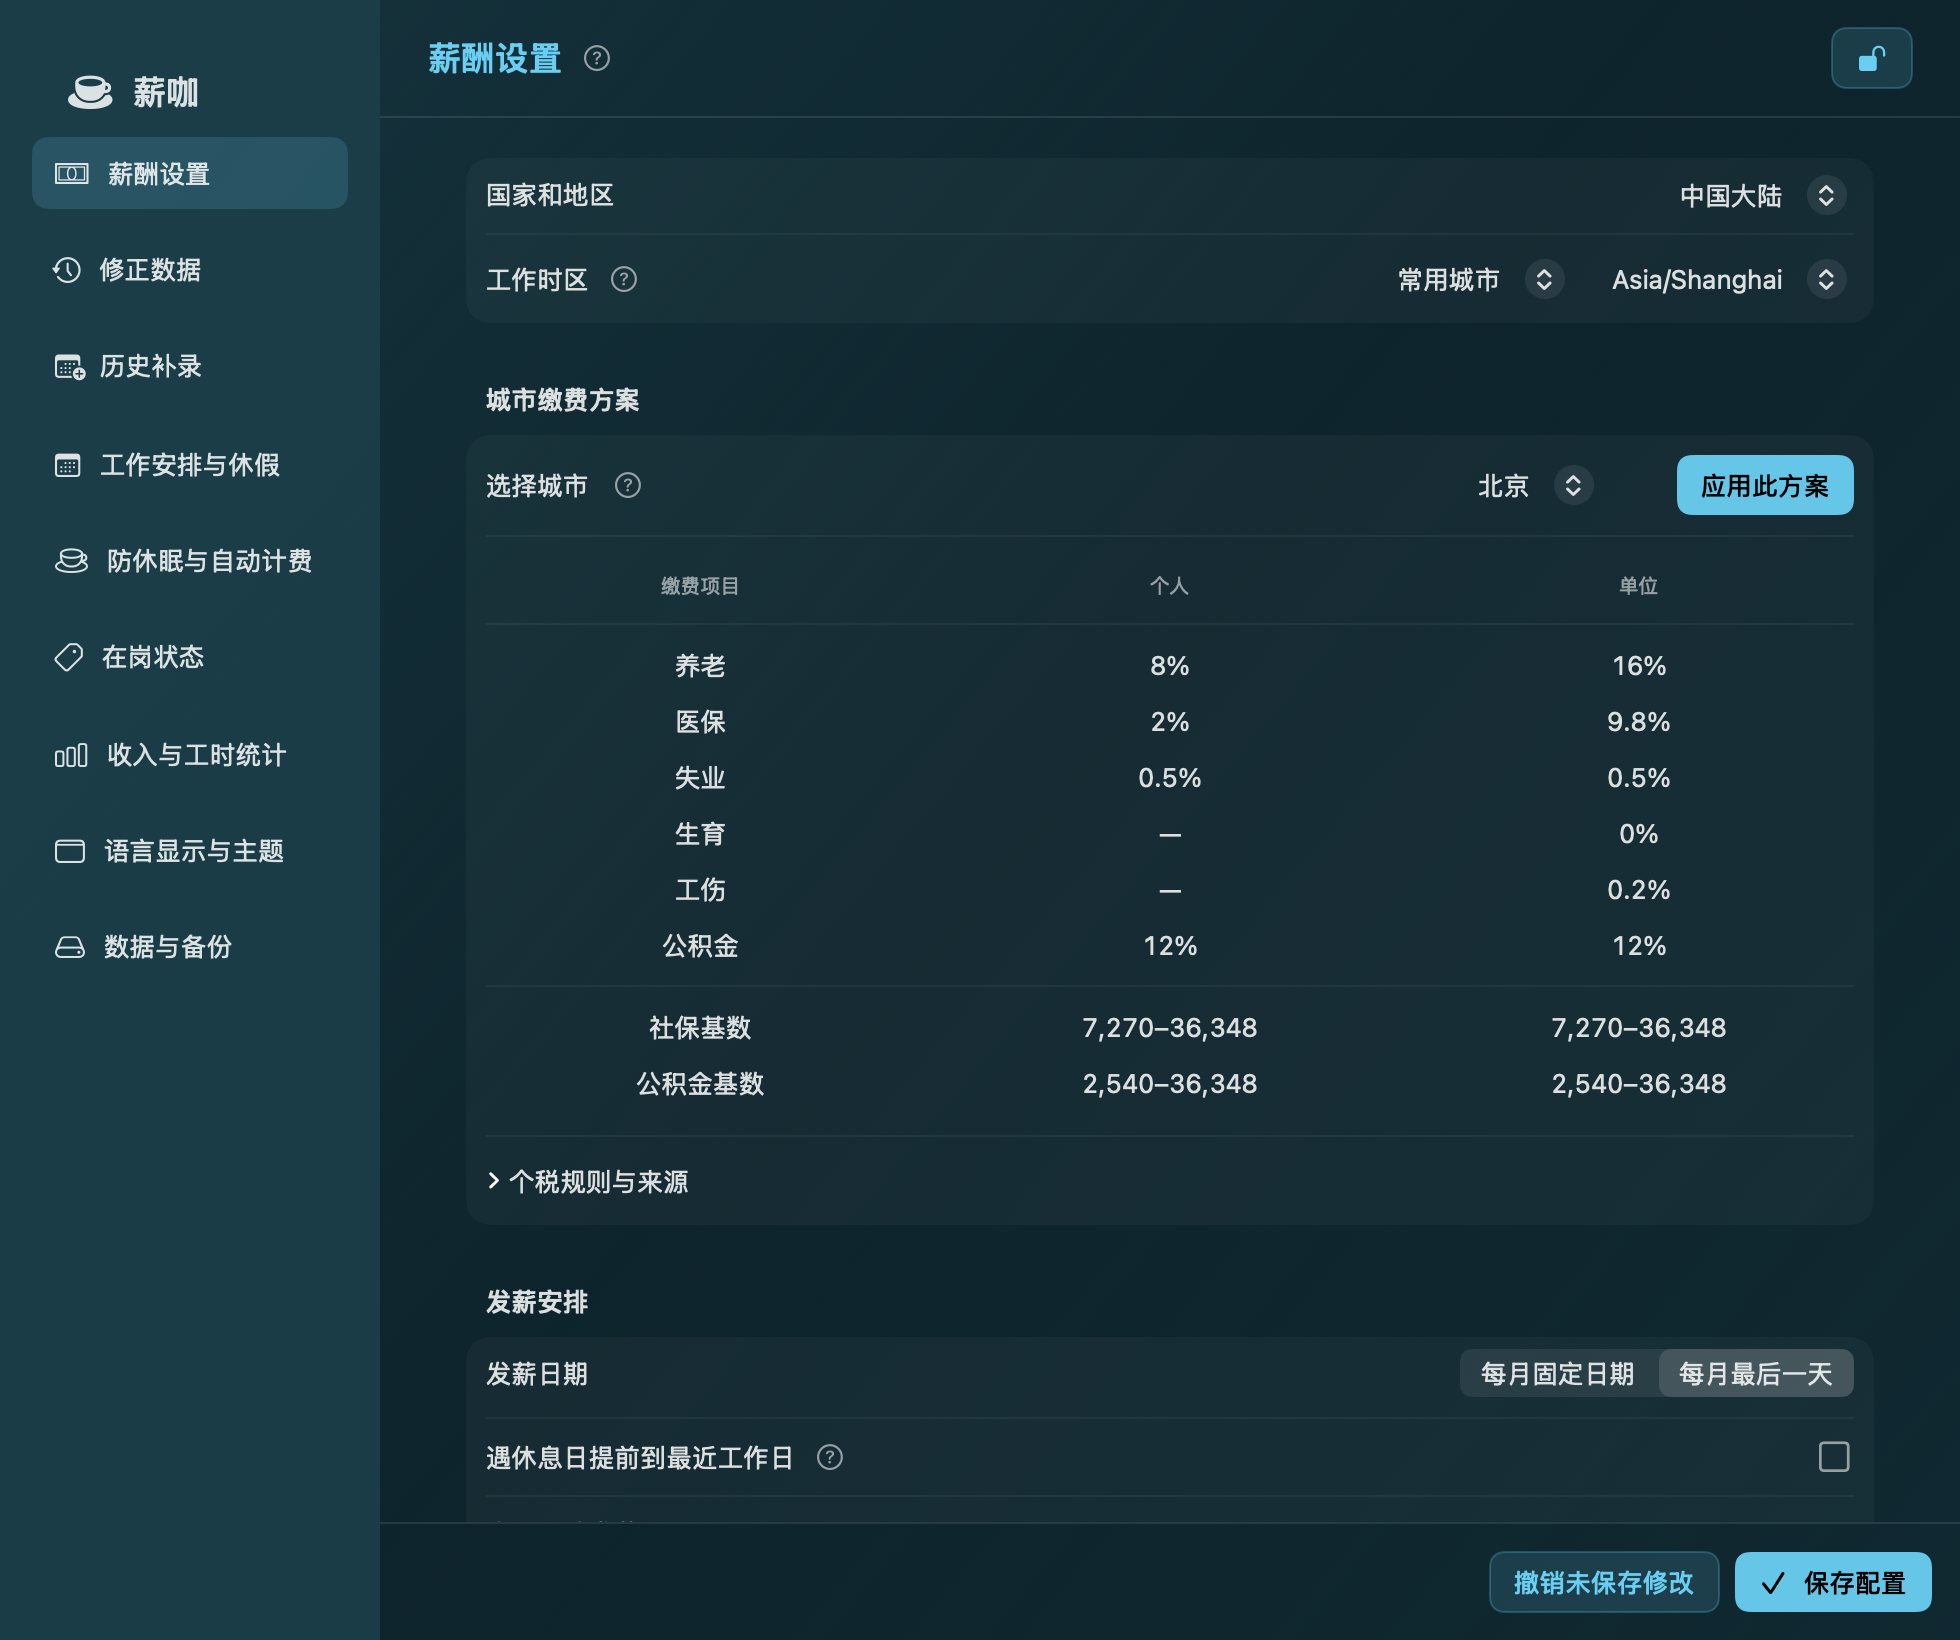 薪咖
薪酬设置
修正数据
历史补录
工作安排与休假
防休眠与自动计费
在岗状态
收入与工时统计
语言显示与主题
数据与备份
薪酬设置 ?
国家和地区 中国大陆
工作时区 ? 常用城市 Asia/Shanghai
城市缴费方案
选择城市 ? 北京 应用此方案
缴费项目 个人 单位
养老 8% 16%
医保 2% 9.8%
失业 0.5% 0.5%
生育 — 0%
工伤 — 0.2%
公积金 12% 12%
社保基数 7,270–36,348 7,270–36,348
公积金基数 2,540–36,348 2,540–36,348
个税规则与来源
发薪安排
发薪日期 每月固定日期 每月最后一天
遇休息日提前到最近工作日 ?
撤销未保存修改 保存配置